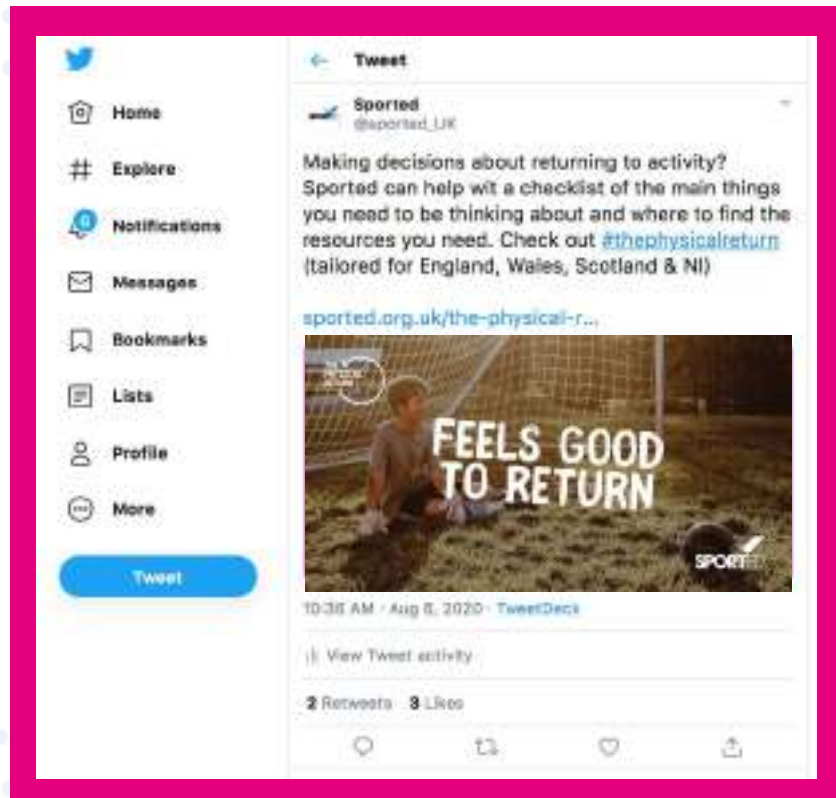 Tweet
Home
Explore
Notifications
Messages
Bookmarks
Lists
Profile
More
Tweet
Sported
@sported_UK
Making decisions about returning to activity?
Sported can help wit a checklist of the main things
you need to be thinking about and where to find the
resources you need. Check out #thephysicalreturn
(tailored for England, Wales, Scotland & NI)
sported.org.uk/the-physical-r...
THE
PHYSICAL
RETURN
FEELS GOOD
TO RETURN
SPORTED
10:36 AM · Aug 6, 2020 · TweetDeck
View Tweet activity
2 Retweets 3 Likes